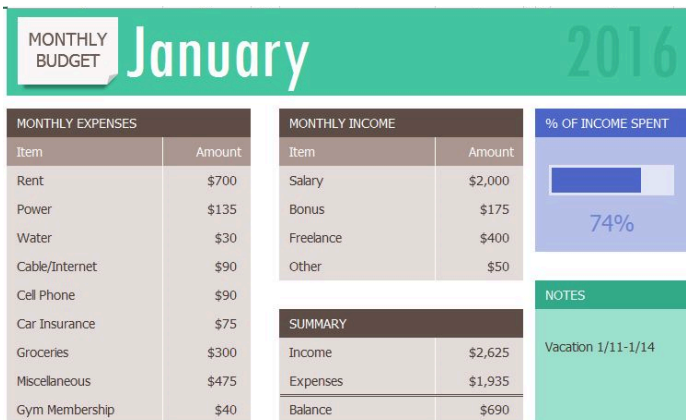 MONTHLY
BUDGET
January
2016
MONTHLY EXPENSES
Item Amount
Rent $700
Power $135
Water $30
Cable/Internet $90
Cell Phone $90
Car Insurance $75
Groceries $300
Miscellaneous $475
Gym Membership $40
MONTHLY INCOME
Item Amount
Salary $2,000
Bonus $175
Freelance $400
Other $50
SUMMARY
Income $2,625
Expenses $1,935
Balance $690
% OF INCOME SPENT
74%
NOTES
Vacation 1/11-1/14